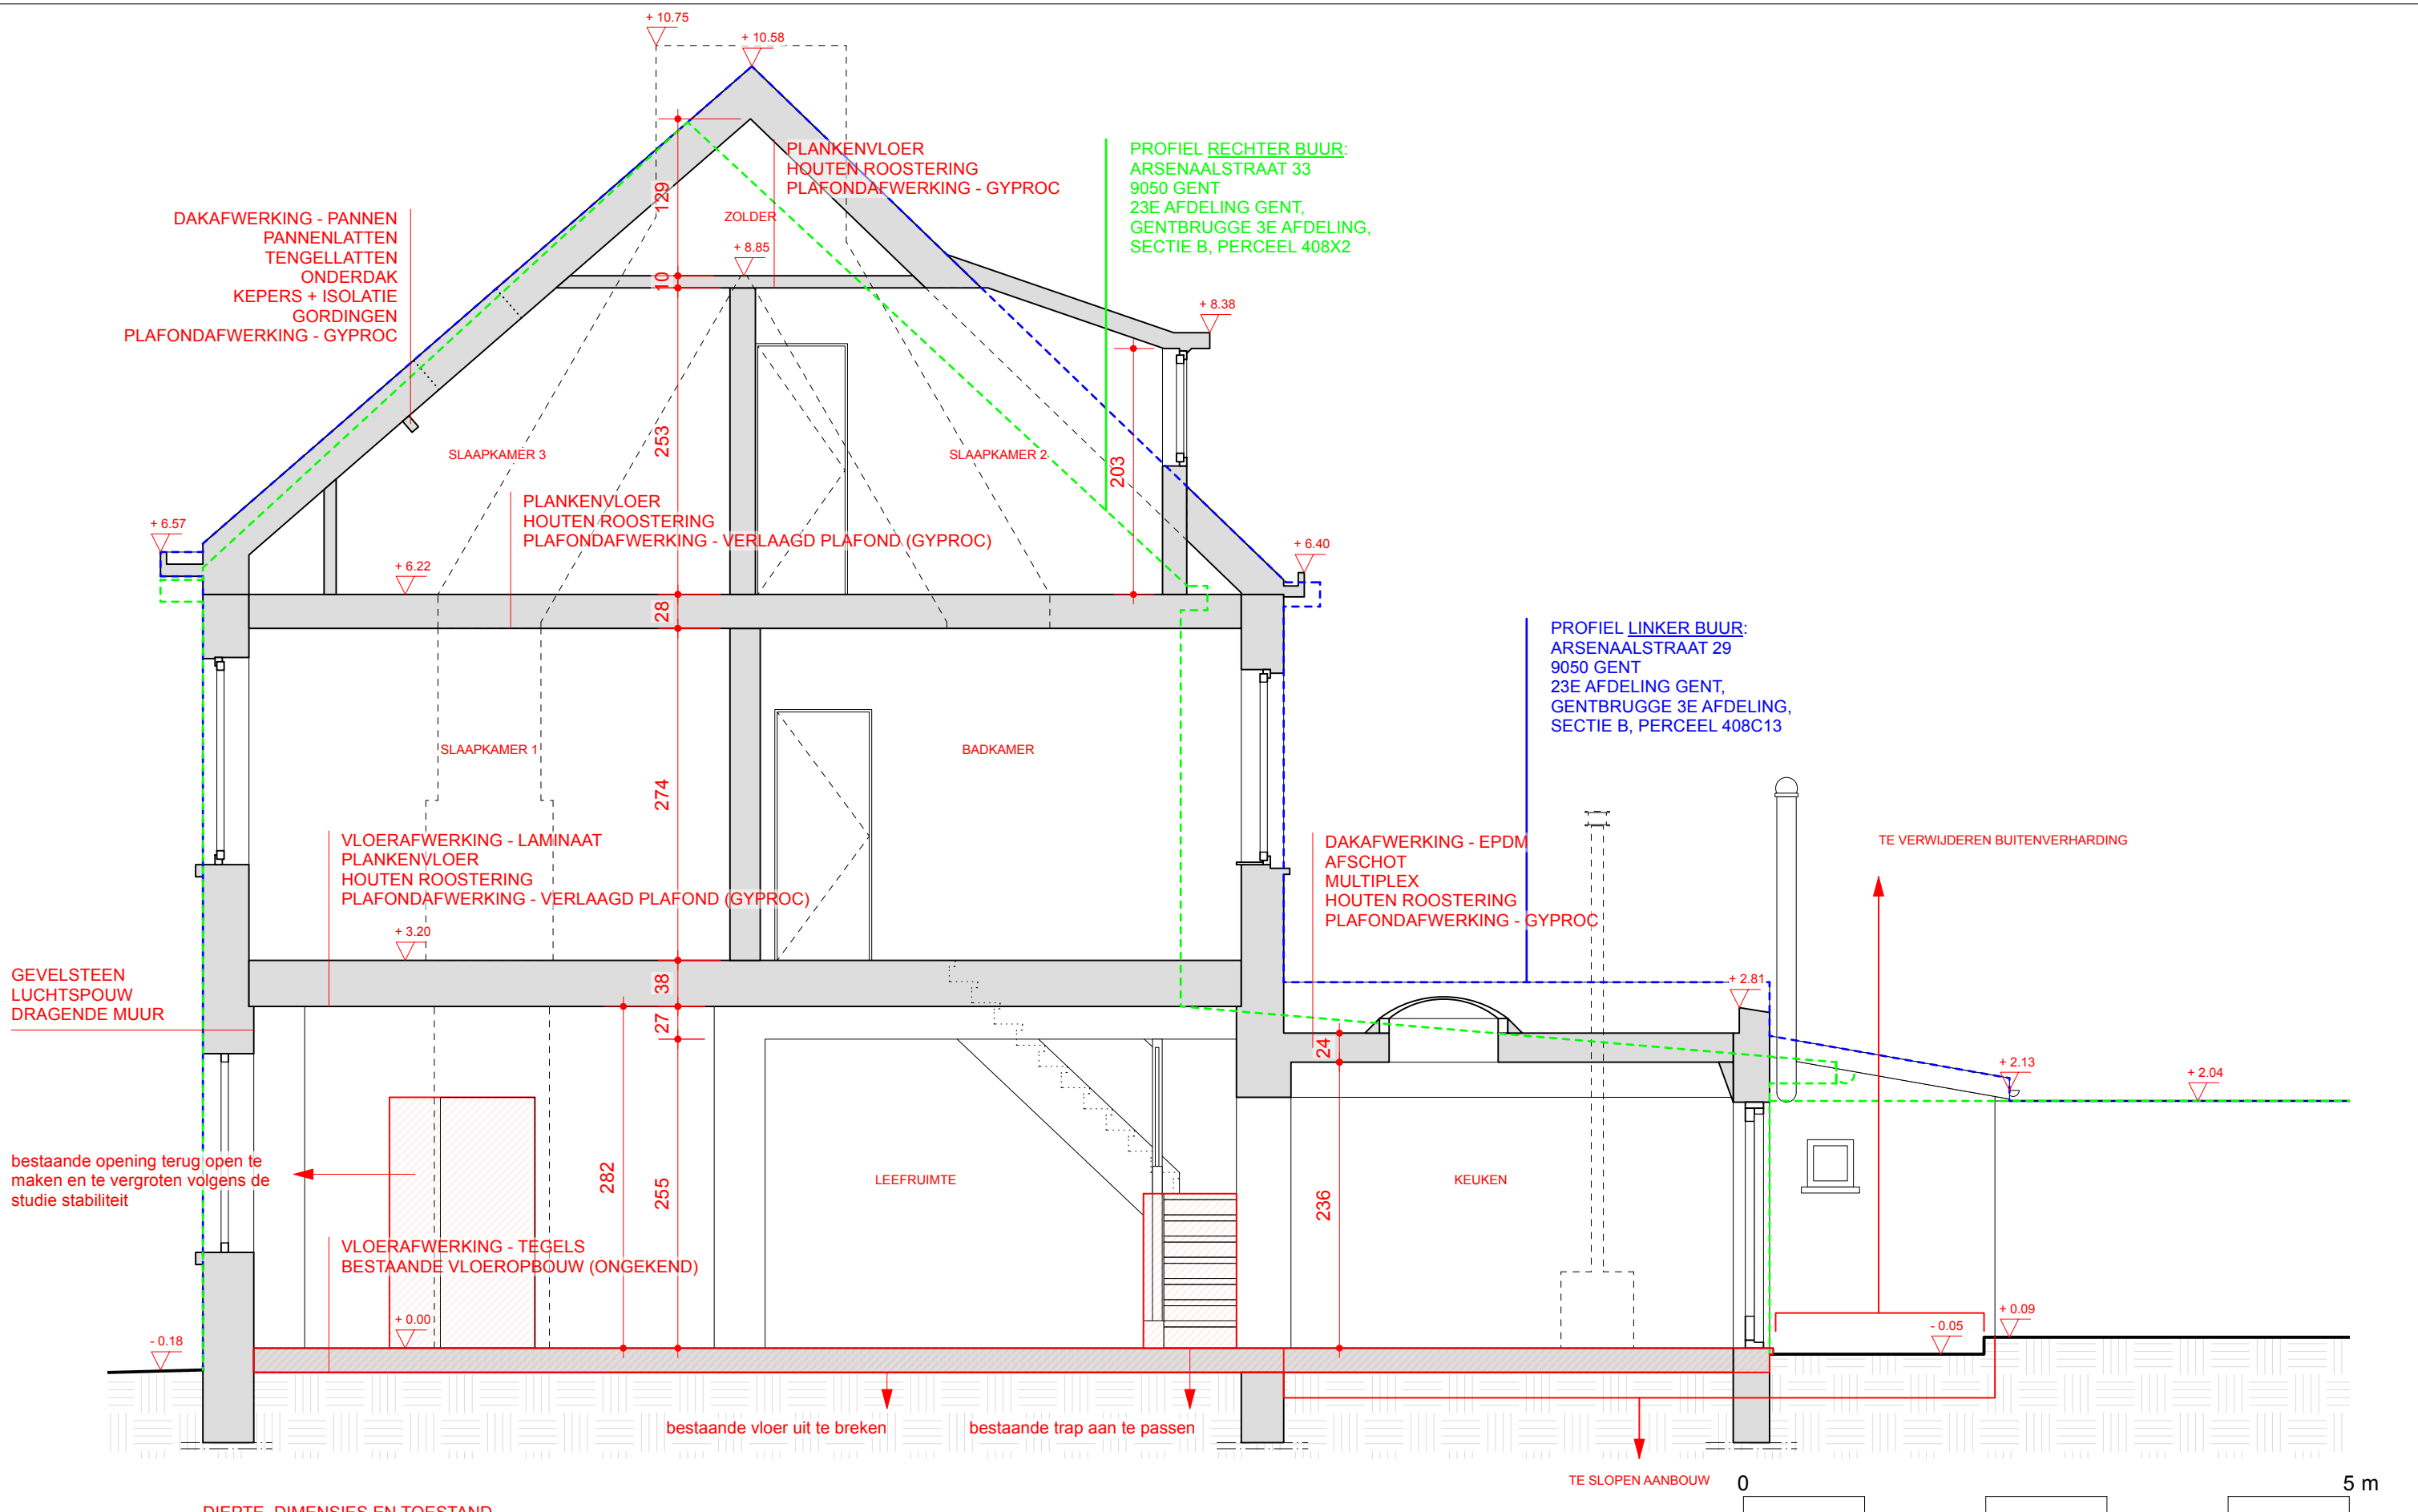 + 10.75
+ 10.58
PLANKENVLOER
HOUTEN ROOSTERING
PLAFONDAFWERKING - GYPROC
PROFIEL RECHTER BUUR:
ARSENAALSTRAAT 33
9050 GENT
23E AFDELING GENT,
GENTBRUGGE 3E AFDELING,
SECTIE B, PERCEEL 408X2
129
ZOLDER
DAKAFWERKING - PANNEN
PANNENLATTEN
TENGELLATTEN
ONDERDAK
KEPERS + ISOLATIE
GORDINGEN
PLAFONDAFWERKING - GYPROC
+ 8.85
10
+ 8.38
253
SLAAPKAMER 3
SLAAPKAMER 2
203
PLANKENVLOER
HOUTEN ROOSTERING
PLAFONDAFWERKING - VERLAAGD PLAFOND (GYPROC)
+ 6.57
+ 6.40
+ 6.22
28
PROFIEL LINKER BUUR:
ARSENAALSTRAAT 29
9050 GENT
23E AFDELING GENT,
GENTBRUGGE 3E AFDELING,
SECTIE B, PERCEEL 408C13
SLAAPKAMER 1
BADKAMER
274
VLOERAFWERKING - LAMINAAT
PLANKENVLOER
HOUTEN ROOSTERING
PLAFONDAFWERKING - VERLAAGD PLAFOND (GYPROC)
DAKAFWERKING - EPDM
AFSCHOT
MULTIPLEX
HOUTEN ROOSTERING
PLAFONDAFWERKING - GYPROC
TE VERWIJDEREN BUITENVERHARDING
+ 3.20
GEVELSTEEN
LUCHTSPOUW
DRAGENDE MUUR
38
+ 2.81
27
24
+ 2.13
+ 2.04
bestaande opening terug open te
maken en te vergroten volgens de
studie stabiliteit
282
255
LEEFRUIMTE
236
KEUKEN
VLOERAFWERKING - TEGELS
BESTAANDE VLOEROPBOUW (ONGEKEND)
+ 0.00
- 0.18
- 0.05
+ 0.09
bestaande vloer uit te breken
bestaande trap aan te passen
TE SLOPEN AANBOUW
0
5 m
DIEPTE, DIMENSIES EN TOESTAND